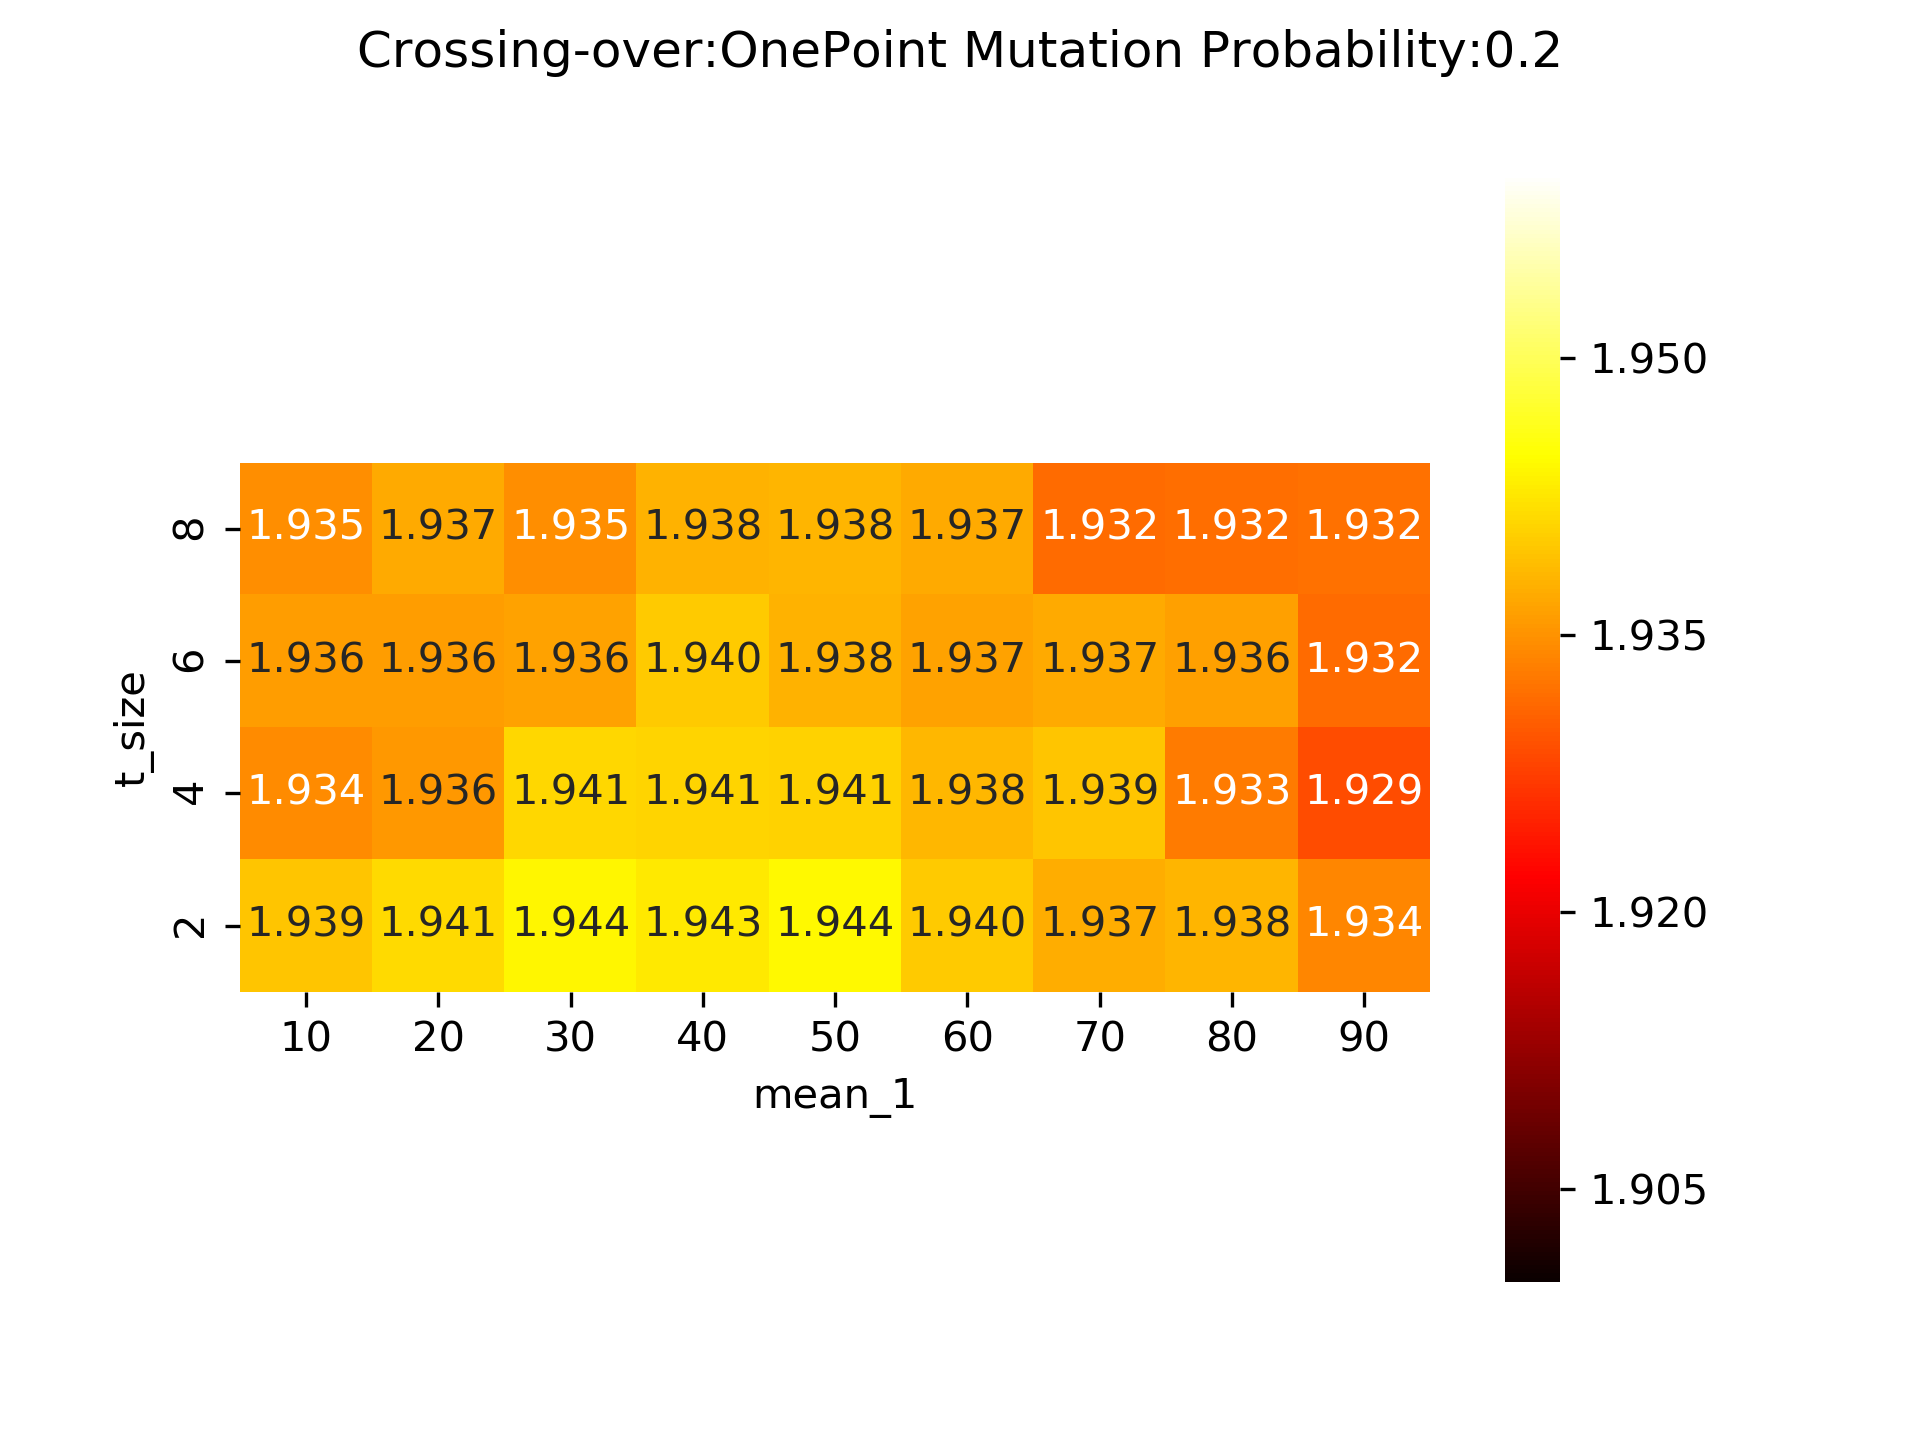 Crossing-over:OnePoint Mutation Probability:0.2
1.950
1.935
1.920
1.905
t_size
8 1.935 1.937 1.935 1.938 1.938 1.937 1.932 1.932 1.932
6 1.936 1.936 1.936 1.940 1.938 1.937 1.937 1.936 1.932
4 1.934 1.936 1.941 1.941 1.941 1.938 1.939 1.933 1.929
2 1.939 1.941 1.944 1.943 1.944 1.940 1.937 1.938 1.934
10 20 30 40 50 60 70 80 90
mean_1